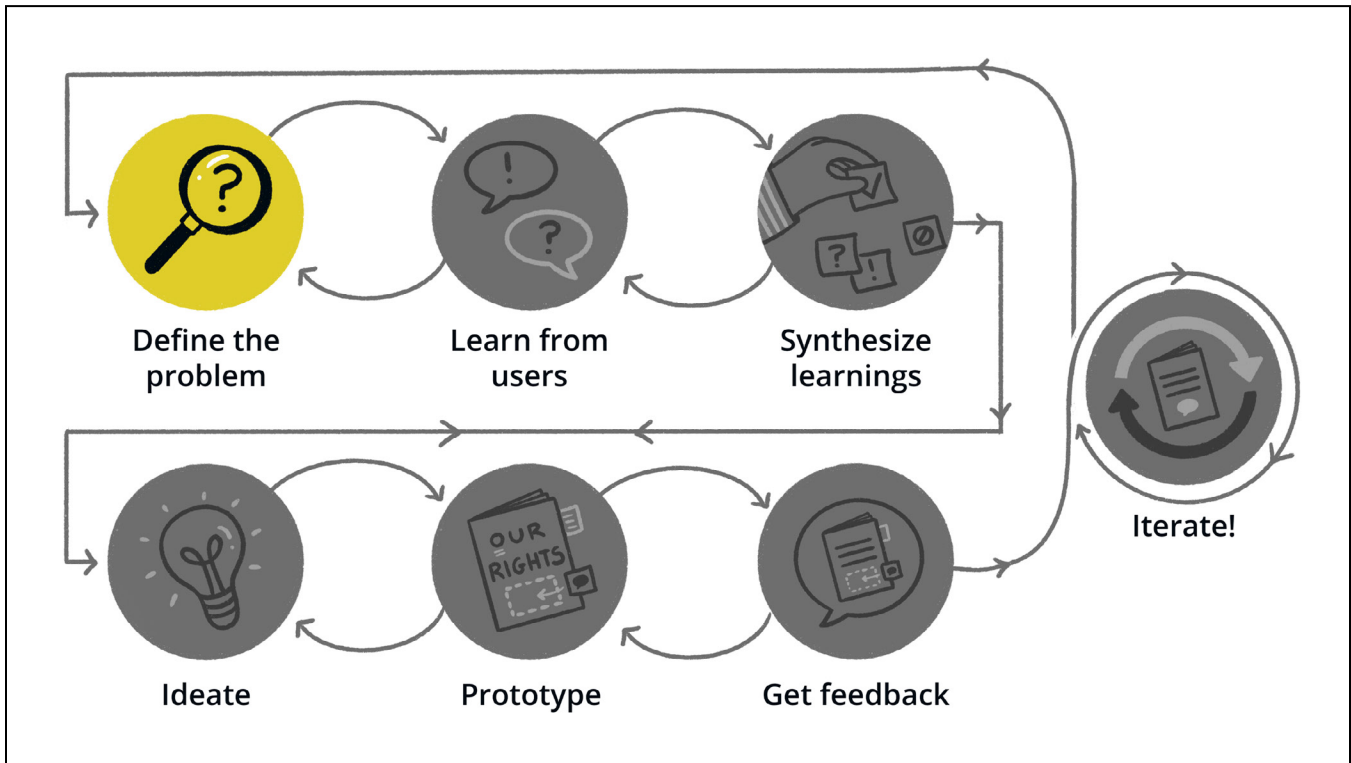 ?
!
?
?
!
Define the
problem
Learn from
users
Synthesize
learnings
OUR
RIGHTS
Iterate!
Ideate
Prototype
Get feedback